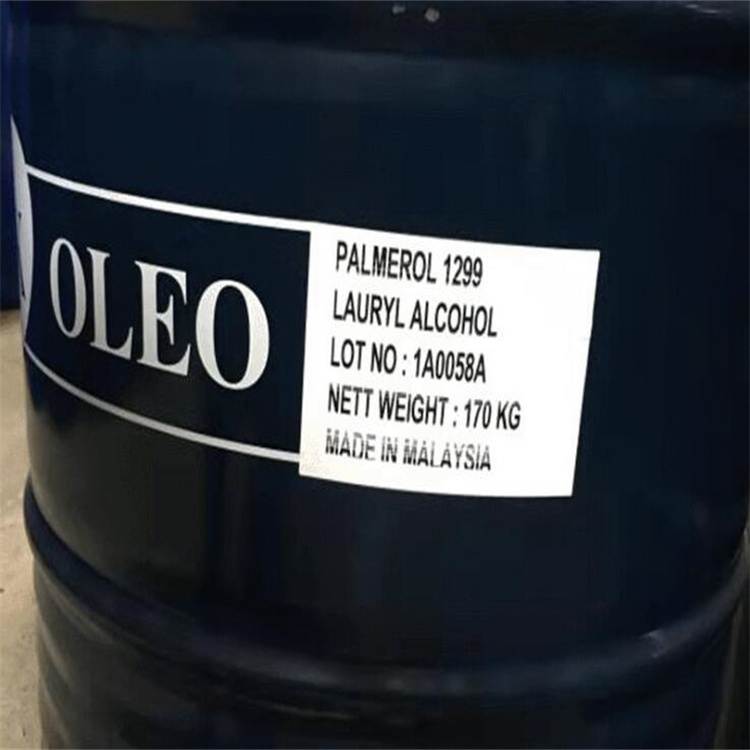 OLEO
PALMEROL 1299
LAURYL ALCOHOL
LOT NO : 1A0058A
NETT WEIGHT : 170 KG
MADE IN MALAYSIA